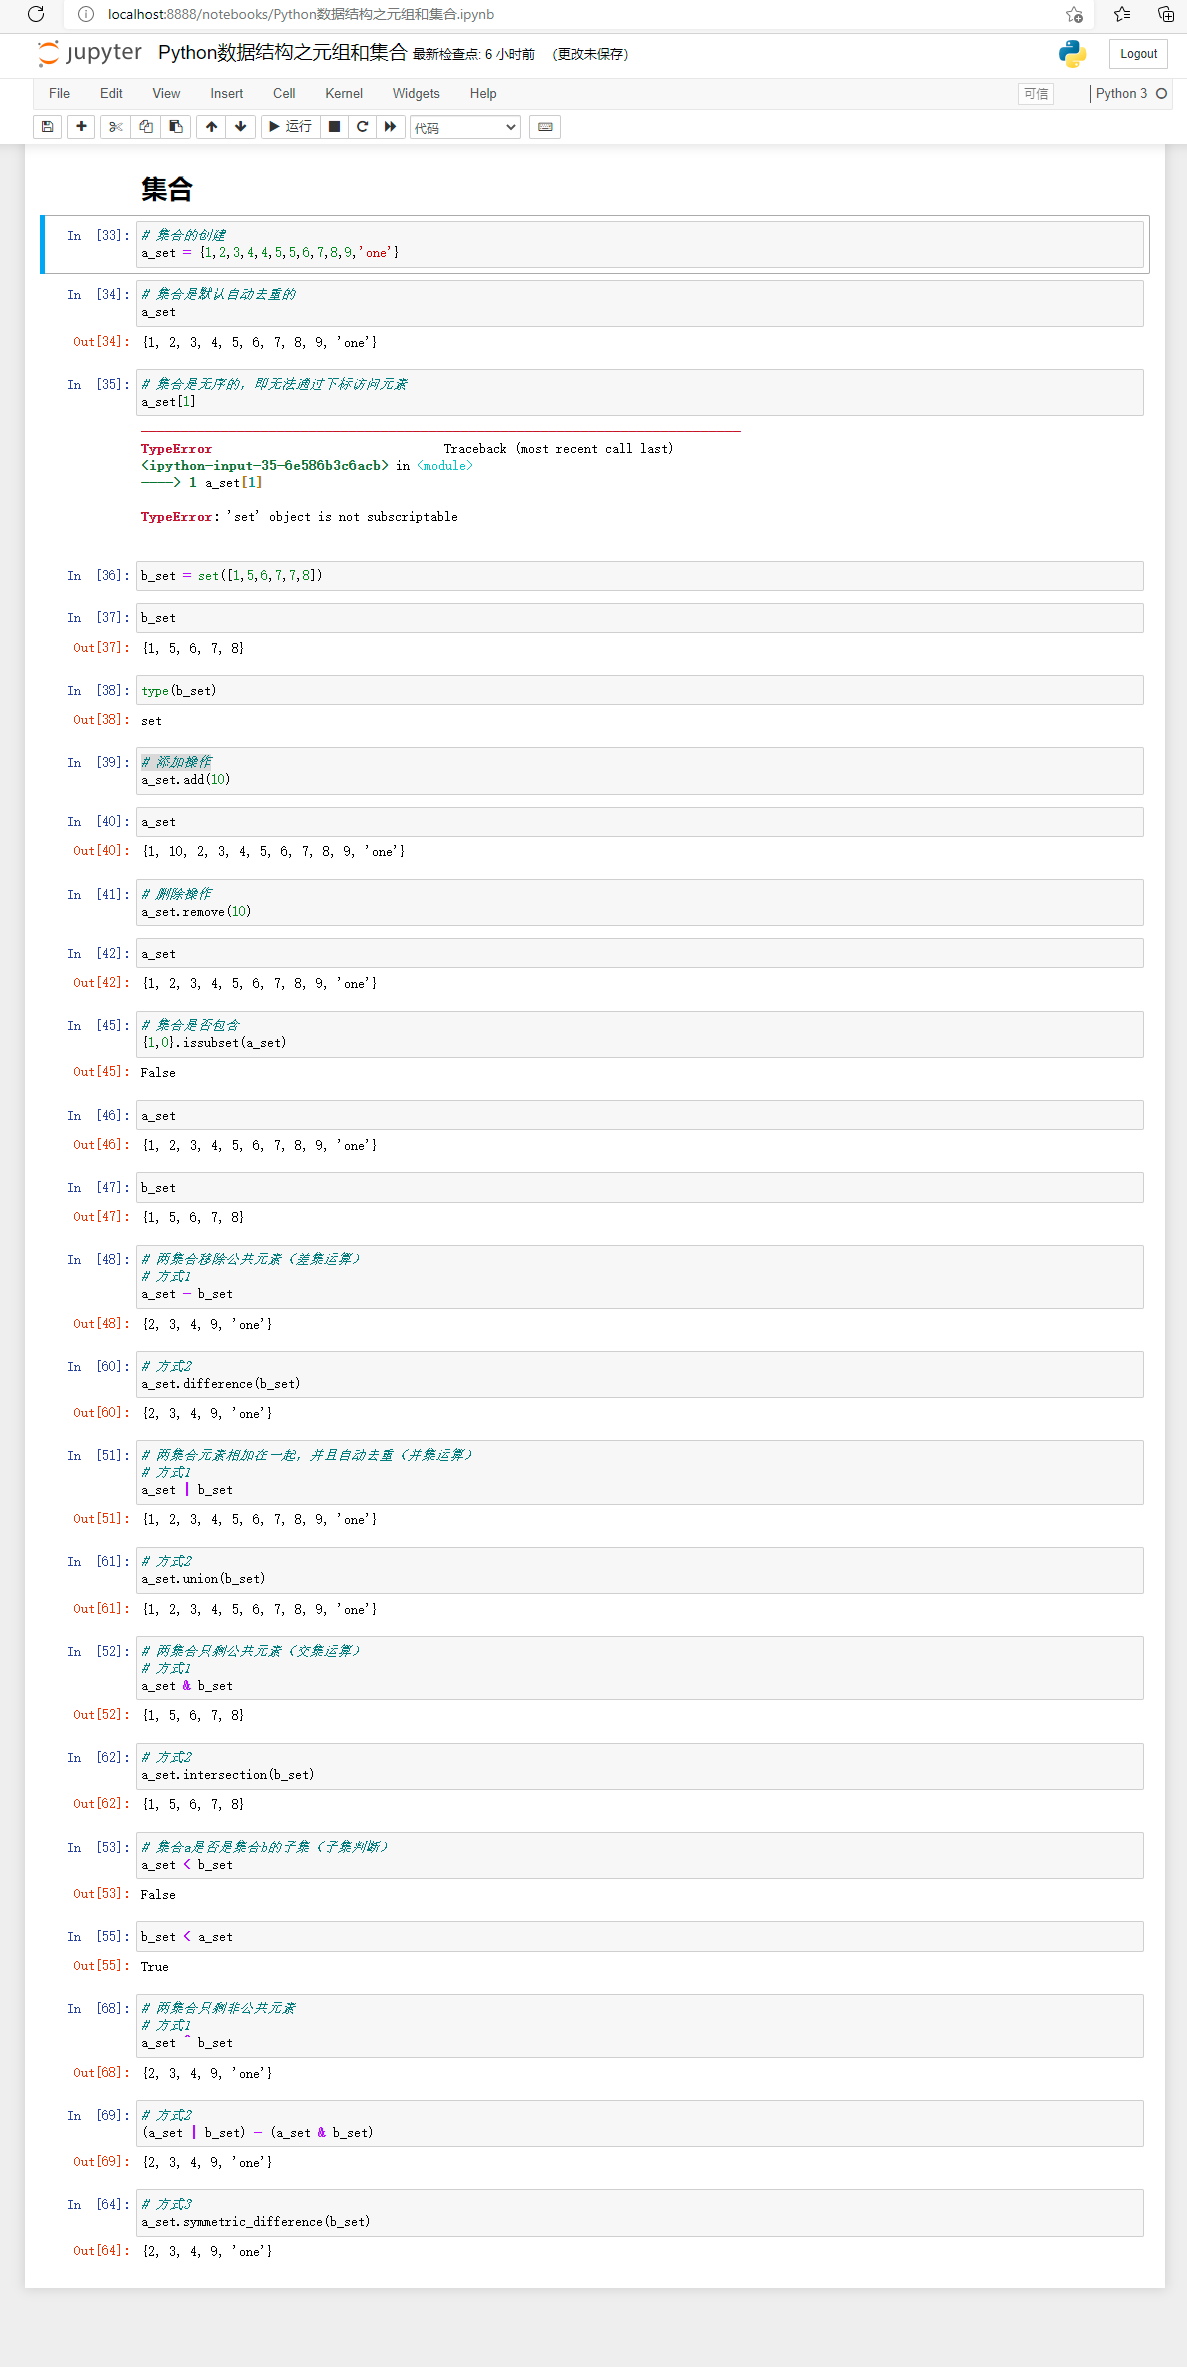 localhost:8888/notebooks/Python数据结构之元组和集合.ipynb
jupyter Python数据结构之元组和集合 最新检查点: 6 小时前 (更改未保存) Logout
File Edit View Insert Cell Kernel Widgets Help 可信 Python 3
运行 代码
集合
In [33]: # 集合的创建
a_set = {1,2,3,4,4,5,5,6,7,8,9,'one'}
In [34]: # 集合是默认自动去重的
a_set
Out[34]: {1, 2, 3, 4, 5, 6, 7, 8, 9, 'one'}
In [35]: # 集合是无序的，即无法通过下标访问元素
a_set[1]
TypeError Traceback (most recent call last)
<ipython-input-35-6e586b3c6acb> in <module>
----> 1 a_set[1]
TypeError: 'set' object is not subscriptable
In [36]: b_set = set([1,5,6,7,7,8])
In [37]: b_set
Out[37]: {1, 5, 6, 7, 8}
In [38]: type(b_set)
Out[38]: set
In [39]: # 添加操作
a_set.add(10)
In [40]: a_set
Out[40]: {1, 10, 2, 3, 4, 5, 6, 7, 8, 9, 'one'}
In [41]: # 删除操作
a_set.remove(10)
In [42]: a_set
Out[42]: {1, 2, 3, 4, 5, 6, 7, 8, 9, 'one'}
In [45]: # 集合是否包含
{1,0}.issubset(a_set)
Out[45]: False
In [46]: a_set
Out[46]: {1, 2, 3, 4, 5, 6, 7, 8, 9, 'one'}
In [47]: b_set
Out[47]: {1, 5, 6, 7, 8}
In [48]: # 两集合移除公共元素（差集运算）
# 方式1
a_set - b_set
Out[48]: {2, 3, 4, 9, 'one'}
In [60]: # 方式2
a_set.difference(b_set)
Out[60]: {2, 3, 4, 9, 'one'}
In [51]: # 两集合元素相加在一起，并且自动去重（并集运算）
# 方式1
a_set | b_set
Out[51]: {1, 2, 3, 4, 5, 6, 7, 8, 9, 'one'}
In [61]: # 方式2
a_set.union(b_set)
Out[61]: {1, 2, 3, 4, 5, 6, 7, 8, 9, 'one'}
In [52]: # 两集合只剩公共元素（交集运算）
# 方式1
a_set & b_set
Out[52]: {1, 5, 6, 7, 8}
In [62]: # 方式2
a_set.intersection(b_set)
Out[62]: {1, 5, 6, 7, 8}
In [53]: # 集合a是否是集合b的子集（子集判断）
a_set < b_set
Out[53]: False
In [55]: b_set < a_set
Out[55]: True
In [68]: # 两集合只剩非公共元素
# 方式1
a_set ^ b_set
Out[68]: {2, 3, 4, 9, 'one'}
In [69]: # 方式2
(a_set | b_set) - (a_set & b_set)
Out[69]: {2, 3, 4, 9, 'one'}
In [64]: # 方式3
a_set.symmetric_difference(b_set)
Out[64]: {2, 3, 4, 9, 'one'}